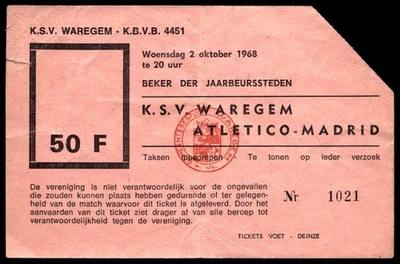 K.S.V. WAREGEM - K.B.V.B. 4451
Woensdag 2 oktober 1968
te 20 uur
BEKER DER JAARBEURSSTEDEN
K.S.V. WAREGEM
ATLETICO-MADRID
50 F
Taksen inbegrepen - Te tonen op ieder verzoek
De vereniging is niet verantwoordelijk voor de ongevallen
die zouden kunnen plaats hebben gedurende of ter gelegen-
heid van de match waarvoor dit ticket is afgeleverd. Door het
aanvaarden van dit ticket ziet drager af van alle beroep tot
verantwoordelijkheid tegen de vereniging.
Nr 1021
TICKETS VOET - DEINZE